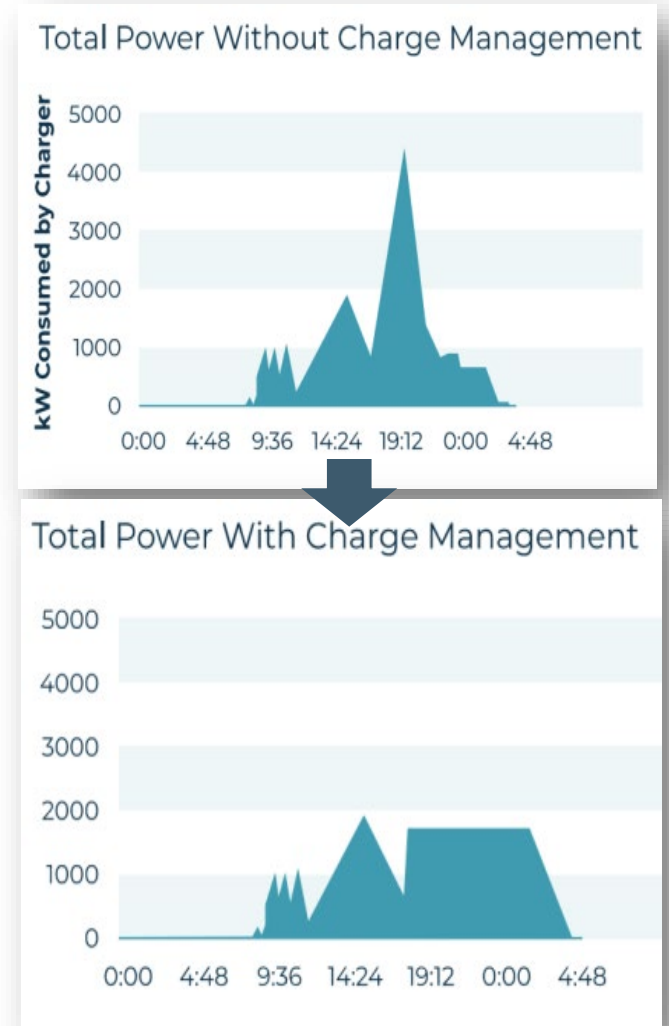 Total Power Without Charge Management
kW Consumed by Charger
5000
4000
3000
2000
1000
0
0:00 4:48 9:36 14:24 19:12 0:00 4:48
Total Power With Charge Management
5000
4000
3000
2000
1000
0
0:00 4:48 9:36 14:24 19:12 0:00 4:48